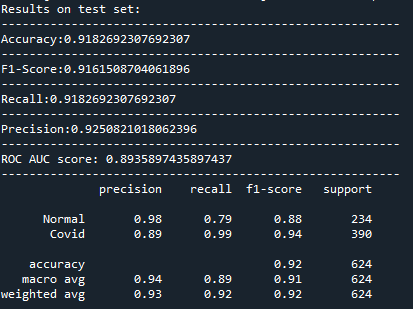 Results on test set:
------------------------------------------------------
Accuracy:0.9182692307692307
------------------------------------------------------
F1-Score:0.9161508704061896
------------------------------------------------------
Recall:0.9182692307692307
------------------------------------------------------
Precision:0.9250821018062396
------------------------------------------------------
ROC AUC score: 0.8935897435897437
------------------------------------------------------
precision recall f1-score support
Normal 0.98 0.79 0.88 234
Covid 0.89 0.99 0.94 390
accuracy 0.92 624
macro avg 0.94 0.89 0.91 624
weighted avg 0.93 0.92 0.92 624